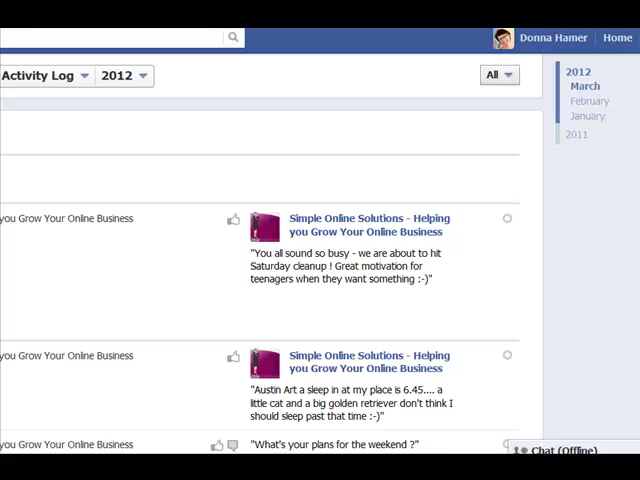 Donna Hamer Home
Activity Log 2012 All
2012
March
February
January
2011
you Grow Your Online Business
Simple Online Solutions - Helping
you Grow Your Online Business
"You all sound so busy - we are about to hit
Saturday cleanup ! Great motivation for
teenagers when they want something :-)"
you Grow Your Online Business
Simple Online Solutions - Helping
you Grow Your Online Business
"Austin Art a sleep in at my place is 6.45.... a
little cat and a big golden retriever don't think I
should sleep past that time :-)"
you Grow Your Online Business
"What's your plans for the weekend ?"
Chat (Offline)